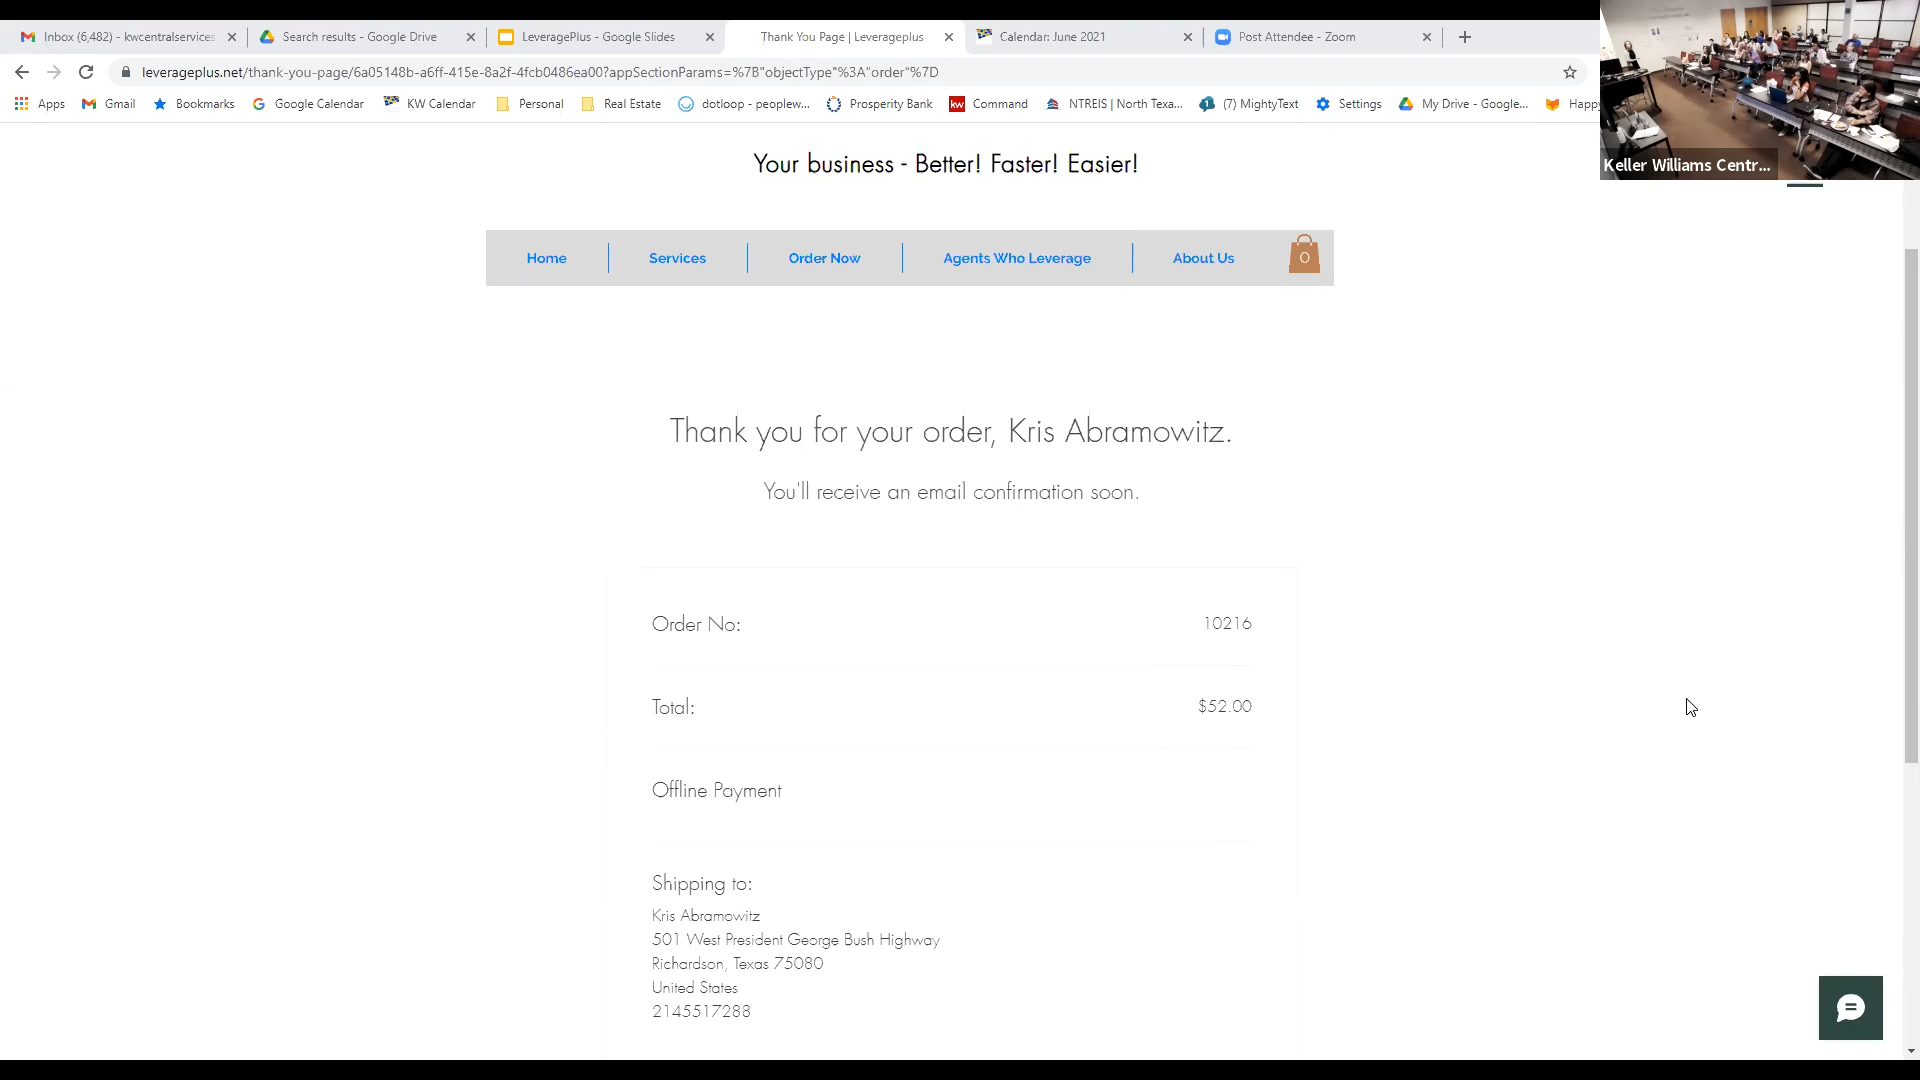 Inbox (6,482) - kwcentralservices
Search results - Google Drive
LeveragePlus - Google Slides
Thank You Page | Leverageplus
Calendar: June 2021
Post Attendee - Zoom
leverageplus.net/thank-you-page/6a05148b-a6ff-415e-8a2f-4fcb0486ea00?appSectionParams=%7B"objectType"%3A"order"%7D
Apps
Gmail
Bookmarks
Google Calendar
KW Calendar
Personal
Real Estate
dotloop - peoplew...
Prosperity Bank
kw
Command
NTREIS | North Texa...
(7) MightyText
Settings
My Drive - Google...
Happy
Keller Williams Centr...
Your business - Better! Faster! Easier!
Home
Services
Order Now
Agents Who Leverage
About Us
0
Thank you for your order, Kris Abramowitz.
You'll receive an email confirmation soon.
Order No: 10216
Total: $52.00
Offline Payment
Shipping to:
Kris Abramowitz
501 West President George Bush Highway
Richardson, Texas 75080
United States
2145517288